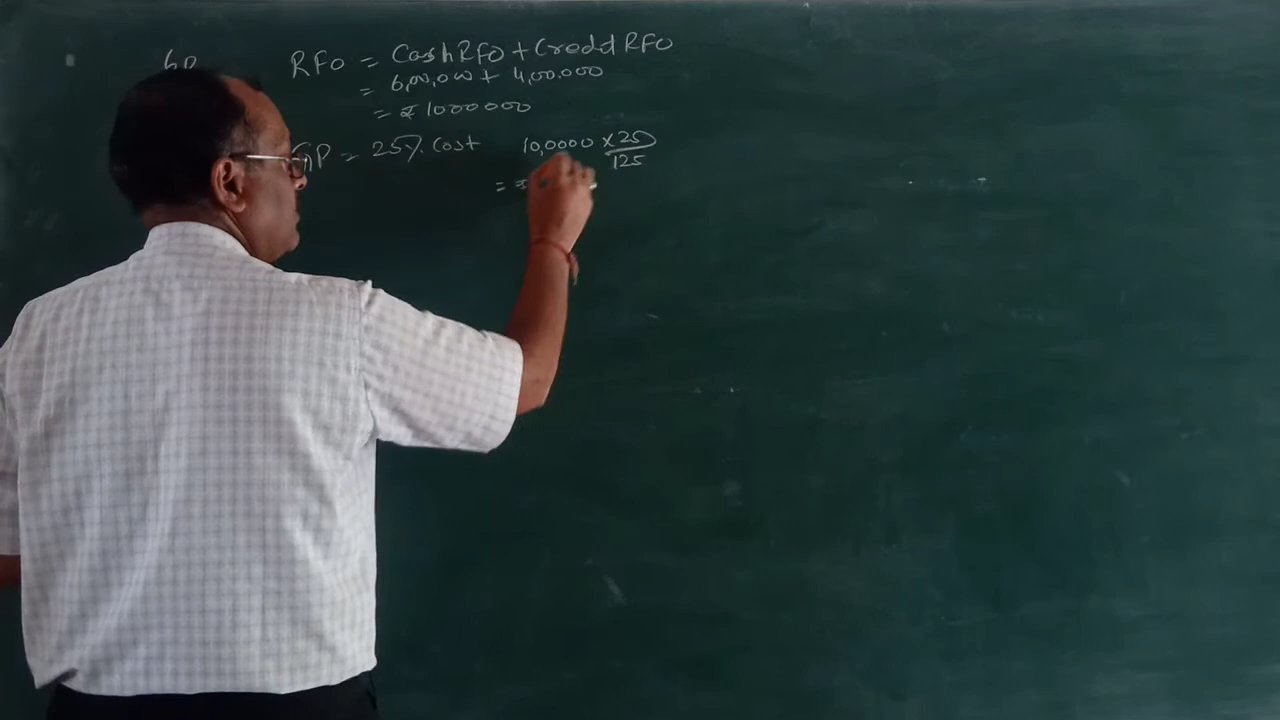 60 RFO = Cash RFO + Credit RFO
= 6,00,000 + 4,00,000
= ₹ 1000000
GP = 25% Cost 10,0000 × 25
125
= ₹